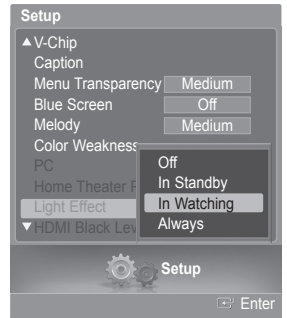 Setup
▲ V-Chip
Caption
Menu Transparency Medium
Blue Screen Off
Melody Medium
Color Weakness
PC
Home Theater
Light Effect
▼ HDMI Black
Off
In Standby
In Watching
Always
Setup
Enter